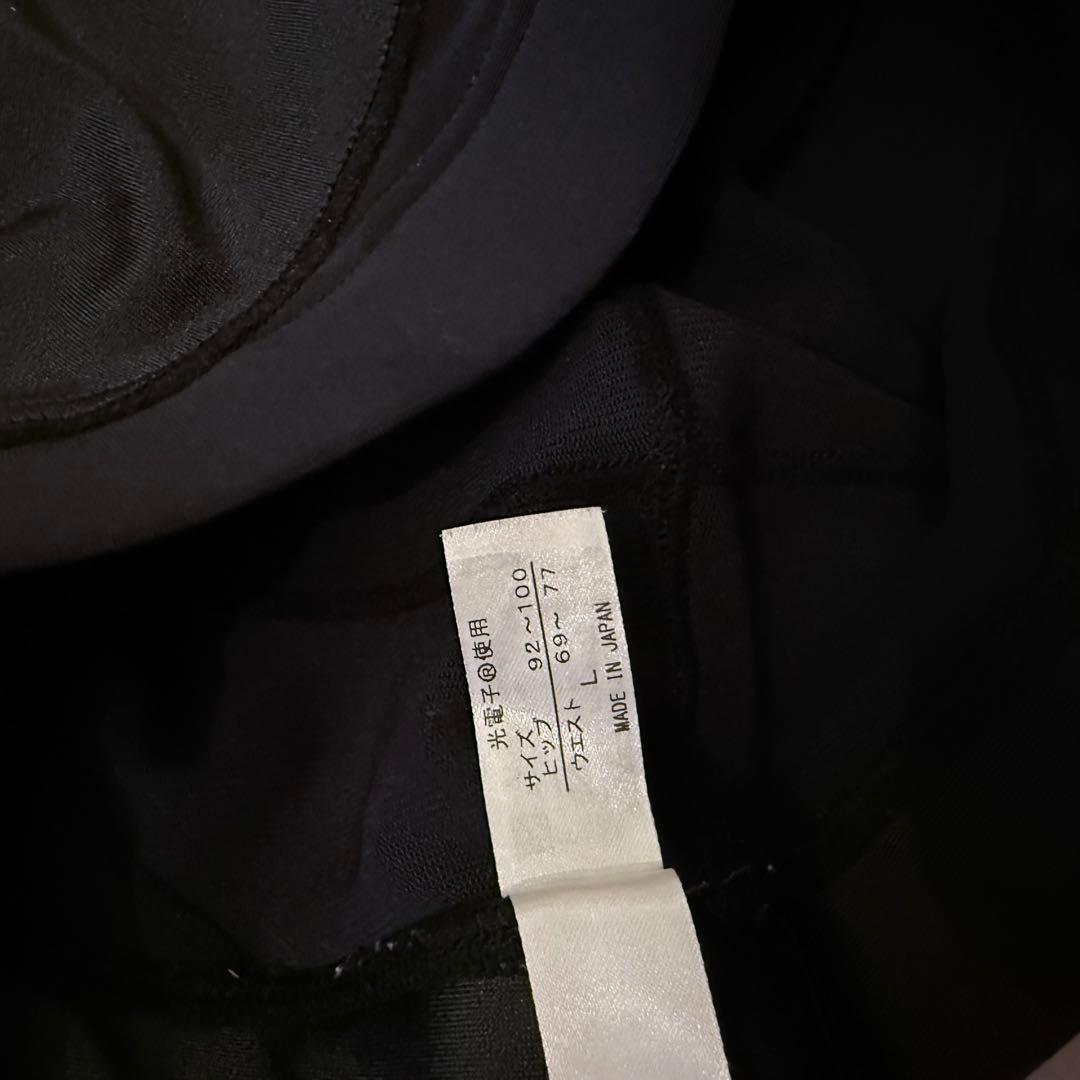 光電子®使用
サイズ
ヒップ 92～100
ウエスト 69～ 77
L
MADE IN JAPAN